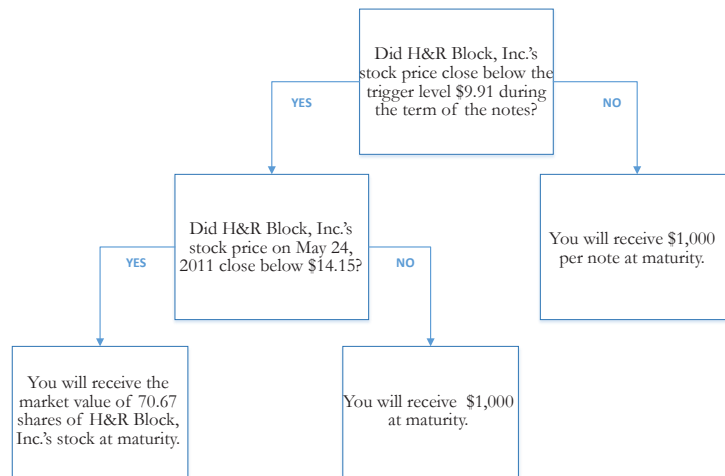 Did H&R Block, Inc.'s
stock price close below the
trigger level $9.91 during
the term of the notes?
YES
NO
Did H&R Block, Inc.'s
stock price on May 24,
2011 close below $14.15?
You will receive $1,000
per note at maturity.
YES
NO
You will receive the
market value of 70.67
shares of H&R Block,
Inc.'s stock at maturity.
You will receive $1,000
at maturity.